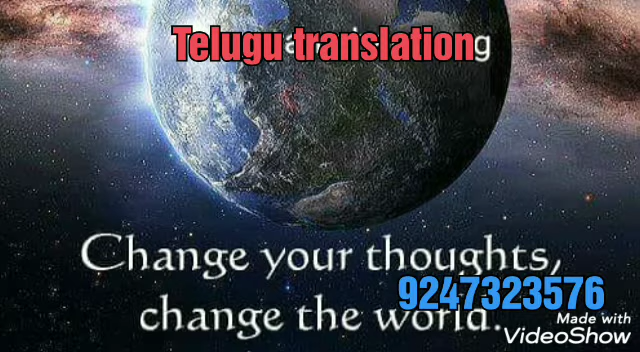 Telugu translation
Change your thoughts,
9247323576
change the world.
Made with
VideoShow